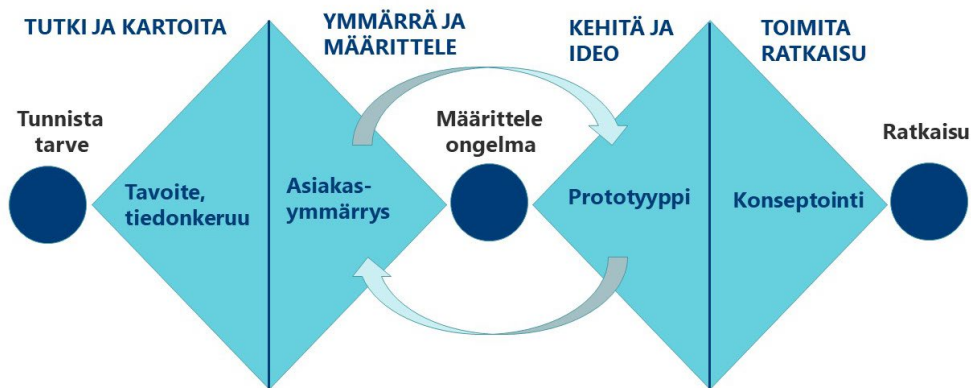 TUTKI JA KARTOITA
YMMÄRRÄ JA
MÄÄRITTELE
KEHITÄ JA
IDEO
TOIMITA
RATKAISU
Tunnista
tarve
Tavoite,
tiedonkeruu
Asiakas-
ymmärrys
Määrittele
ongelma
Prototyyppi
Konseptointi
Ratkaisu